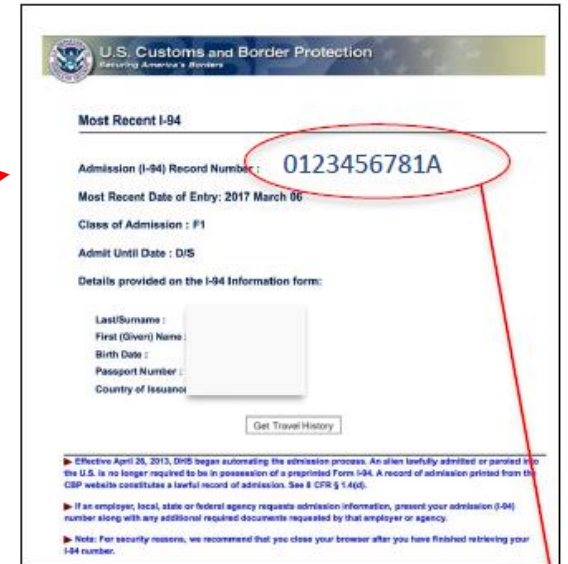 U.S. Customs and Border Protection
Securing America's Borders
Most Recent I-94
Admission (I-94) Record Number : 0123456781A
Most Recent Date of Entry: 2017 March 06
Class of Admission : F1
Admit Until Date : D/S
Details provided on the I-94 Information form:
Last/Surname :
First (Given) Name :
Birth Date :
Passport Number :
Country of Issuance
Get Travel History
► Effective April 26, 2013, DHS began automating the admission process. An alien lawfully admitted or paroled into
the U.S. is no longer required to be in possession of a preprinted Form I-94. A record of admission printed from the
CBP website constitutes a lawful record of admission. See 8 CFR § 1.4(d).
► If an employer, local, state or federal agency requests admission information, present your admission (I-94)
number along with any additional required documents requested by that employer or agency.
► Note: For security reasons, we recommend that you close your browser after you have finished retrieving your
I-94 number.